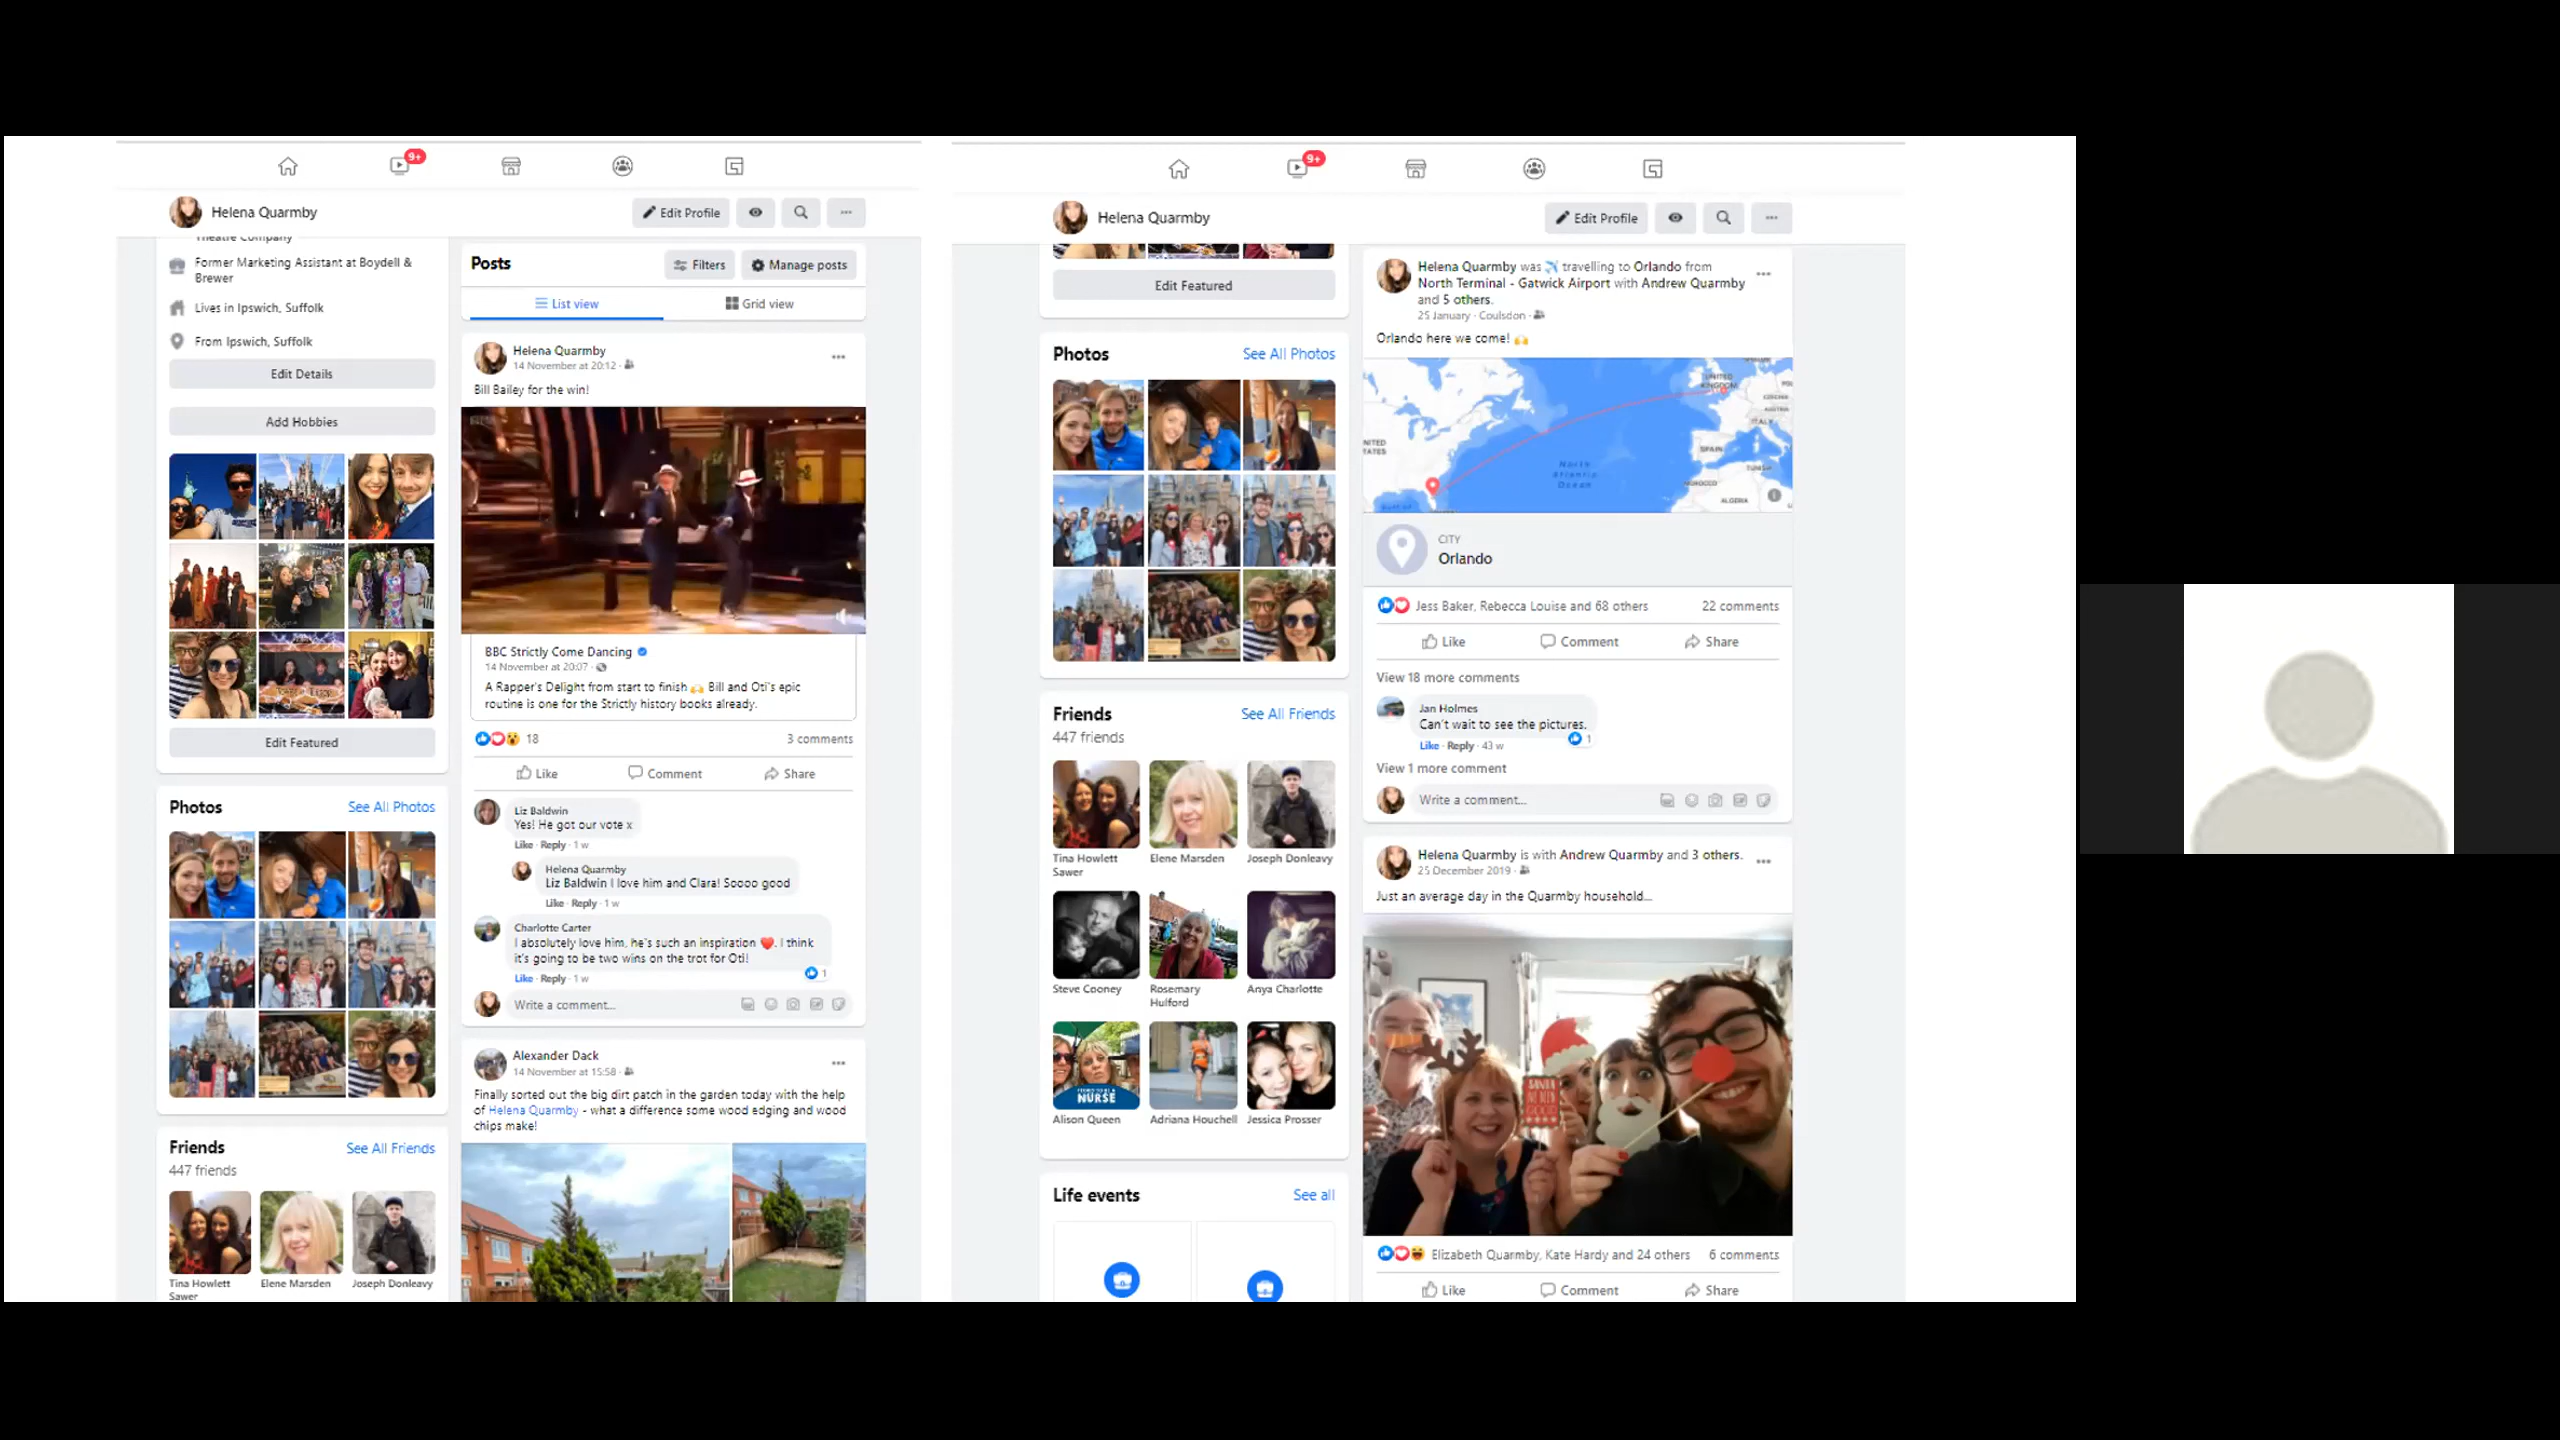 9+
Helena Quarmby
Edit Profile
Theatre Company
Former Marketing Assistant at Boydell &
Brewer
Lives in Ipswich, Suffolk
From Ipswich, Suffolk
Edit Details
Add Hobbies
Edit Featured
Photos
See All Photos
Friends
See All Friends
447 friends
Tina Howlett
Sawer
Elene Marsden
Joseph Donleavy
Posts
Filters
Manage posts
List view
Grid view
Helena Quarmby
14 November at 20:12 ·
Bill Bailey for the win!
BBC Strictly Come Dancing
14 November at 20:07 ·
A Rapper's Delight from start to finish 🙌 Bill and Oti's epic
routine is one for the Strictly history books already.
18
3 comments
Like
Comment
Share
Liz Baldwin
Yes! He got our vote x
Like · Reply · 1 w
Helena Quarmby
Liz Baldwin I love him and Clara! Soooo good
Like · Reply · 1 w
Charlotte Carter
I absolutely love him, he's such an inspiration ❤️. I think
it's going to be two wins on the trot for Oti!
1
Like · Reply · 1 w
Write a comment...
Alexander Dack
14 November at 15:58 ·
Finally sorted out the big dirt patch in the garden today with the help
of Helena Quarmby - what a difference some wood edging and wood
chips make!
9+
Helena Quarmby
Edit Profile
Edit Featured
Photos
See All Photos
Friends
See All Friends
447 friends
Tina Howlett
Sawer
Elene Marsden
Joseph Donleavy
Steve Cooney
Rosemary
Hulford
Anya Charlotte
NURSE
Alison Queen
Adriana Houchell
Jessica Prosser
Life events
See all
Helena Quarmby was ✈️ travelling to Orlando from
North Terminal - Gatwick Airport with Andrew Quarmby
and 5 others.
25 January · Coulsdon ·
Orlando here we come! 🙌
UNITED
KINGDOM
ITALY
SPAIN
MOROCCO
ALGERIA
North
Atlantic
Ocean
CITY
Orlando
Jess Baker, Rebecca Louise and 68 others
22 comments
Like
Comment
Share
View 18 more comments
Jan Holmes
Can't wait to see the pictures.
1
Like · Reply · 43 w
View 1 more comment
Write a comment...
Helena Quarmby is with Andrew Quarmby and 3 others.
25 December 2019 ·
Just an average day in the Quarmby household...
Elizabeth Quarmby, Kate Hardy and 24 others
6 comments
Like
Comment
Share